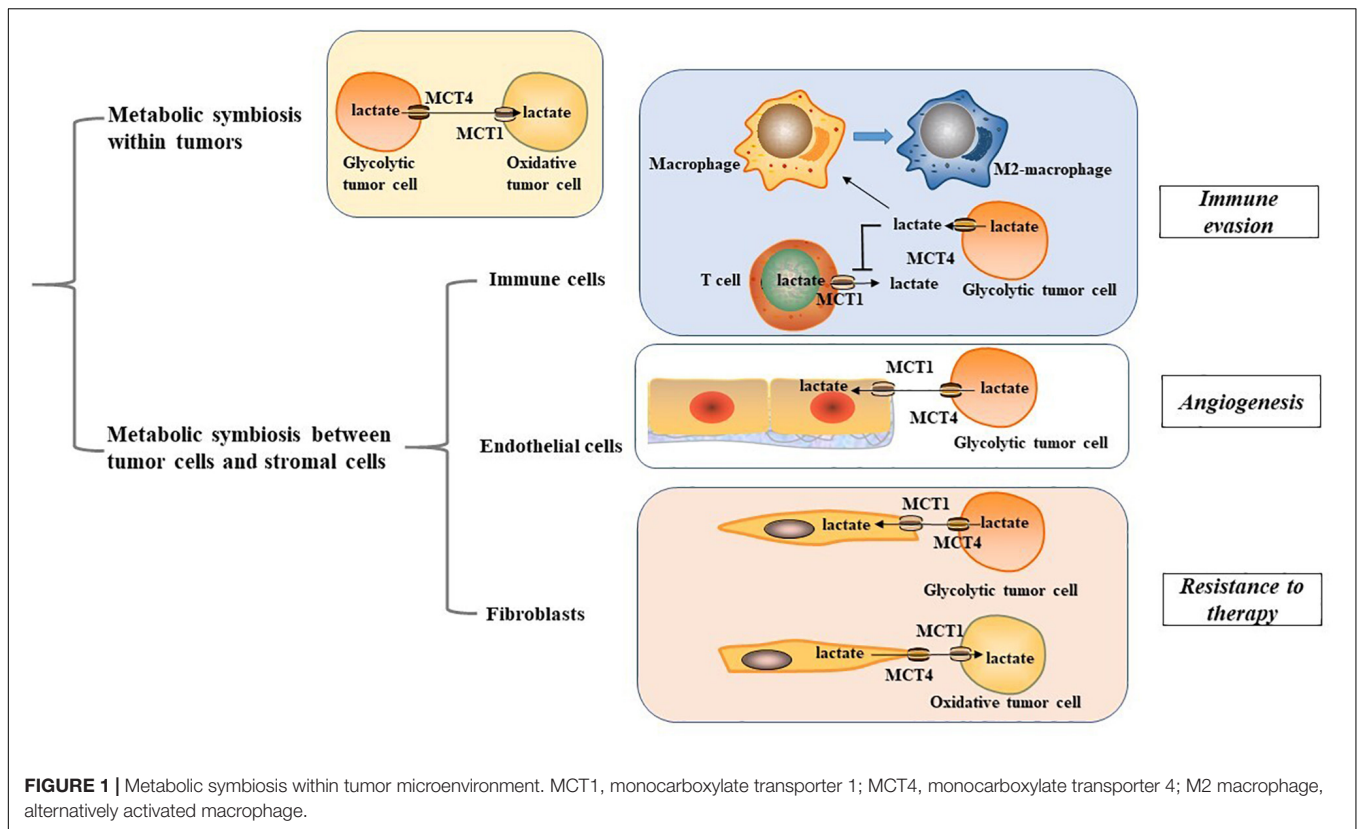 Metabolic symbiosis
within tumors
lactate
MCT4
MCT1
lactate
Glycolytic
tumor cell
Oxidative
tumor cell
Immune cells
Macrophage
M2-macrophage
lactate
lactate
MCT4
Glycolytic tumor cell
T cell
lactate
MCT1
lactate
Immune
evasion
Metabolic symbiosis between
tumor cells and stromal cells
Endothelial cells
lactate
MCT1
MCT4
lactate
Glycolytic tumor cell
Angiogenesis
Fibroblasts
lactate
MCT1
MCT4
lactate
Glycolytic tumor cell
lactate
MCT4
MCT1
lactate
Oxidative tumor cell
Resistance to
therapy
FIGURE 1 | Metabolic symbiosis within tumor microenvironment. MCT1, monocarboxylate transporter 1; MCT4, monocarboxylate transporter 4; M2 macrophage,
alternatively activated macrophage.